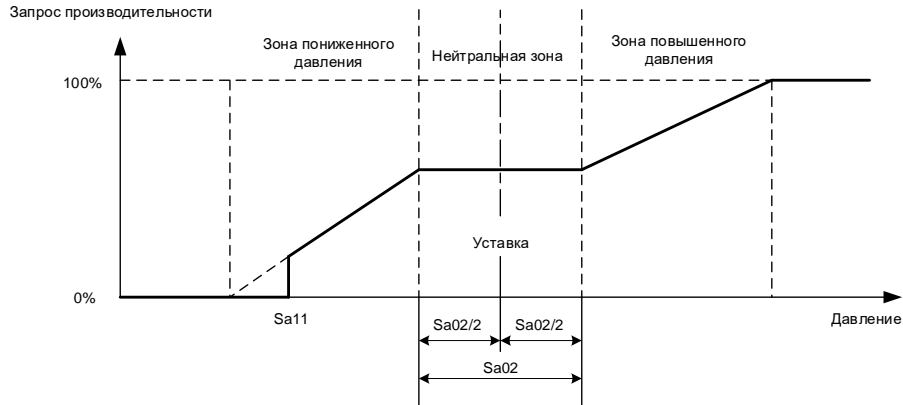 Запрос производительности
Зона пониженного
давления
Нейтральная зона
Зона повышенного
давления
100%
Уставка
0%
Sa11
Давление
Sa02/2
Sa02/2
Sa02